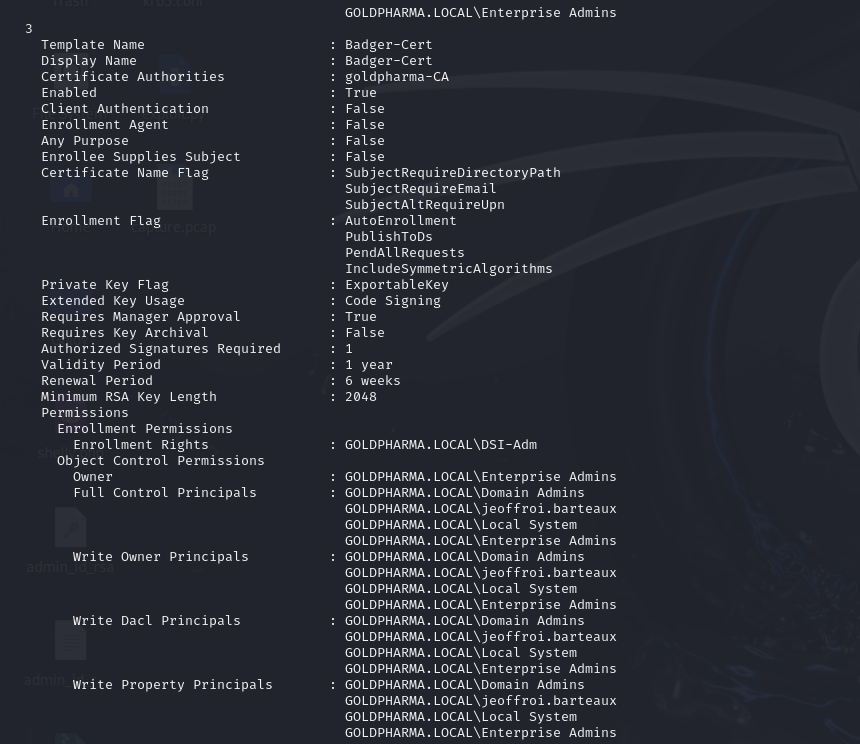 GOLDPHARMA.LOCAL\Enterprise Admins
3
Template Name : Badger-Cert
Display Name : Badger-Cert
Certificate Authorities : goldpharma-CA
Enabled : True
Client Authentication : False
Enrollment Agent : False
Any Purpose : False
Enrollee Supplies Subject : False
Certificate Name Flag : SubjectRequireDirectoryPath
SubjectRequireEmail
SubjectAltRequireUpn
Enrollment Flag : AutoEnrollment
PublishToDs
PendAllRequests
IncludeSymmetricAlgorithms
Private Key Flag : ExportableKey
Extended Key Usage : Code Signing
Requires Manager Approval : True
Requires Key Archival : False
Authorized Signatures Required : 1
Validity Period : 1 year
Renewal Period : 6 weeks
Minimum RSA Key Length : 2048
Permissions
Enrollment Permissions
Enrollment Rights : GOLDPHARMA.LOCAL\DSI-Adm
Object Control Permissions
Owner : GOLDPHARMA.LOCAL\Enterprise Admins
Full Control Principals : GOLDPHARMA.LOCAL\Domain Admins
GOLDPHARMA.LOCAL\jeoffroi.barteaux
GOLDPHARMA.LOCAL\Local System
GOLDPHARMA.LOCAL\Enterprise Admins
Write Owner Principals : GOLDPHARMA.LOCAL\Domain Admins
GOLDPHARMA.LOCAL\jeoffroi.barteaux
GOLDPHARMA.LOCAL\Local System
GOLDPHARMA.LOCAL\Enterprise Admins
Write Dacl Principals : GOLDPHARMA.LOCAL\Domain Admins
GOLDPHARMA.LOCAL\jeoffroi.barteaux
GOLDPHARMA.LOCAL\Local System
GOLDPHARMA.LOCAL\Enterprise Admins
Write Property Principals : GOLDPHARMA.LOCAL\Domain Admins
GOLDPHARMA.LOCAL\jeoffroi.barteaux
GOLDPHARMA.LOCAL\Local System
GOLDPHARMA.LOCAL\Enterprise Admins
Trash
krb5.conf
Home
capture.pcap
admin_id_rsa